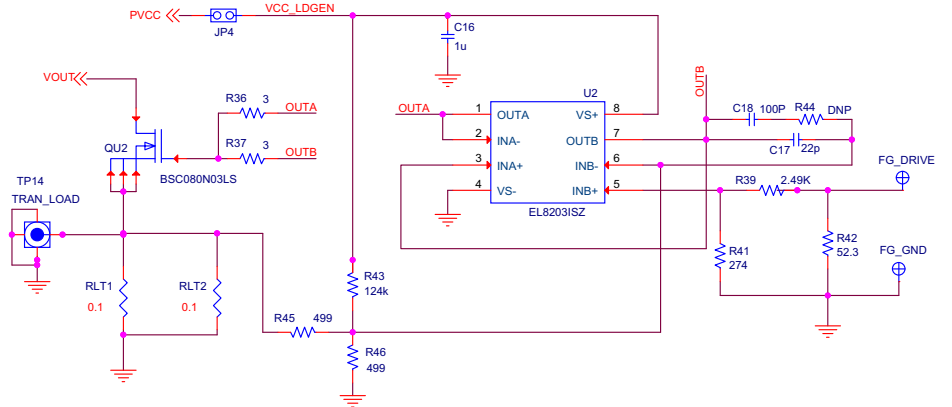 PVCC
JP4
VCC_LDGEN
C16
1u
VOUT
R36
3
OUTA
R37
3
OUTB
QU2
BSC080N03LS
TP14
TRAN_LOAD
RLT1
0.1
RLT2
0.1
R45
499
R43
124k
R46
499
OUTA
U2
1
OUTA
2
INA-
3
INA+
4
VS-
VS+
8
OUTB
7
INB-
6
INB+
5
EL8203ISZ
OUTB
C18
100P
R44
DNP
C17
22p
R39
2.49K
FG_DRIVE
R41
274
R42
52.3
FG_GND